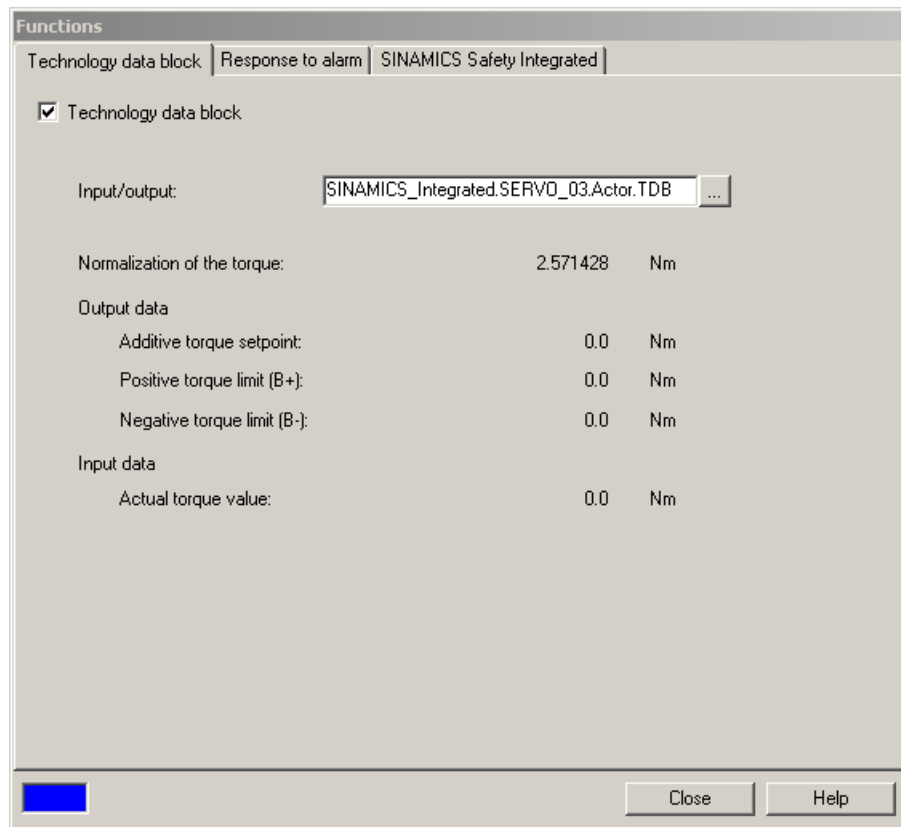 Functions
Technology data block Response to alarm SINAMICS Safety Integrated
Technology data block
Input/output: SINAMICS_Integrated.SERVO_03.Actor.TDB ...
Normalization of the torque: 2.571428 Nm
Output data
Additive torque setpoint: 0.0 Nm
Positive torque limit (B+): 0.0 Nm
Negative torque limit (B-): 0.0 Nm
Input data
Actual torque value: 0.0 Nm
Close Help